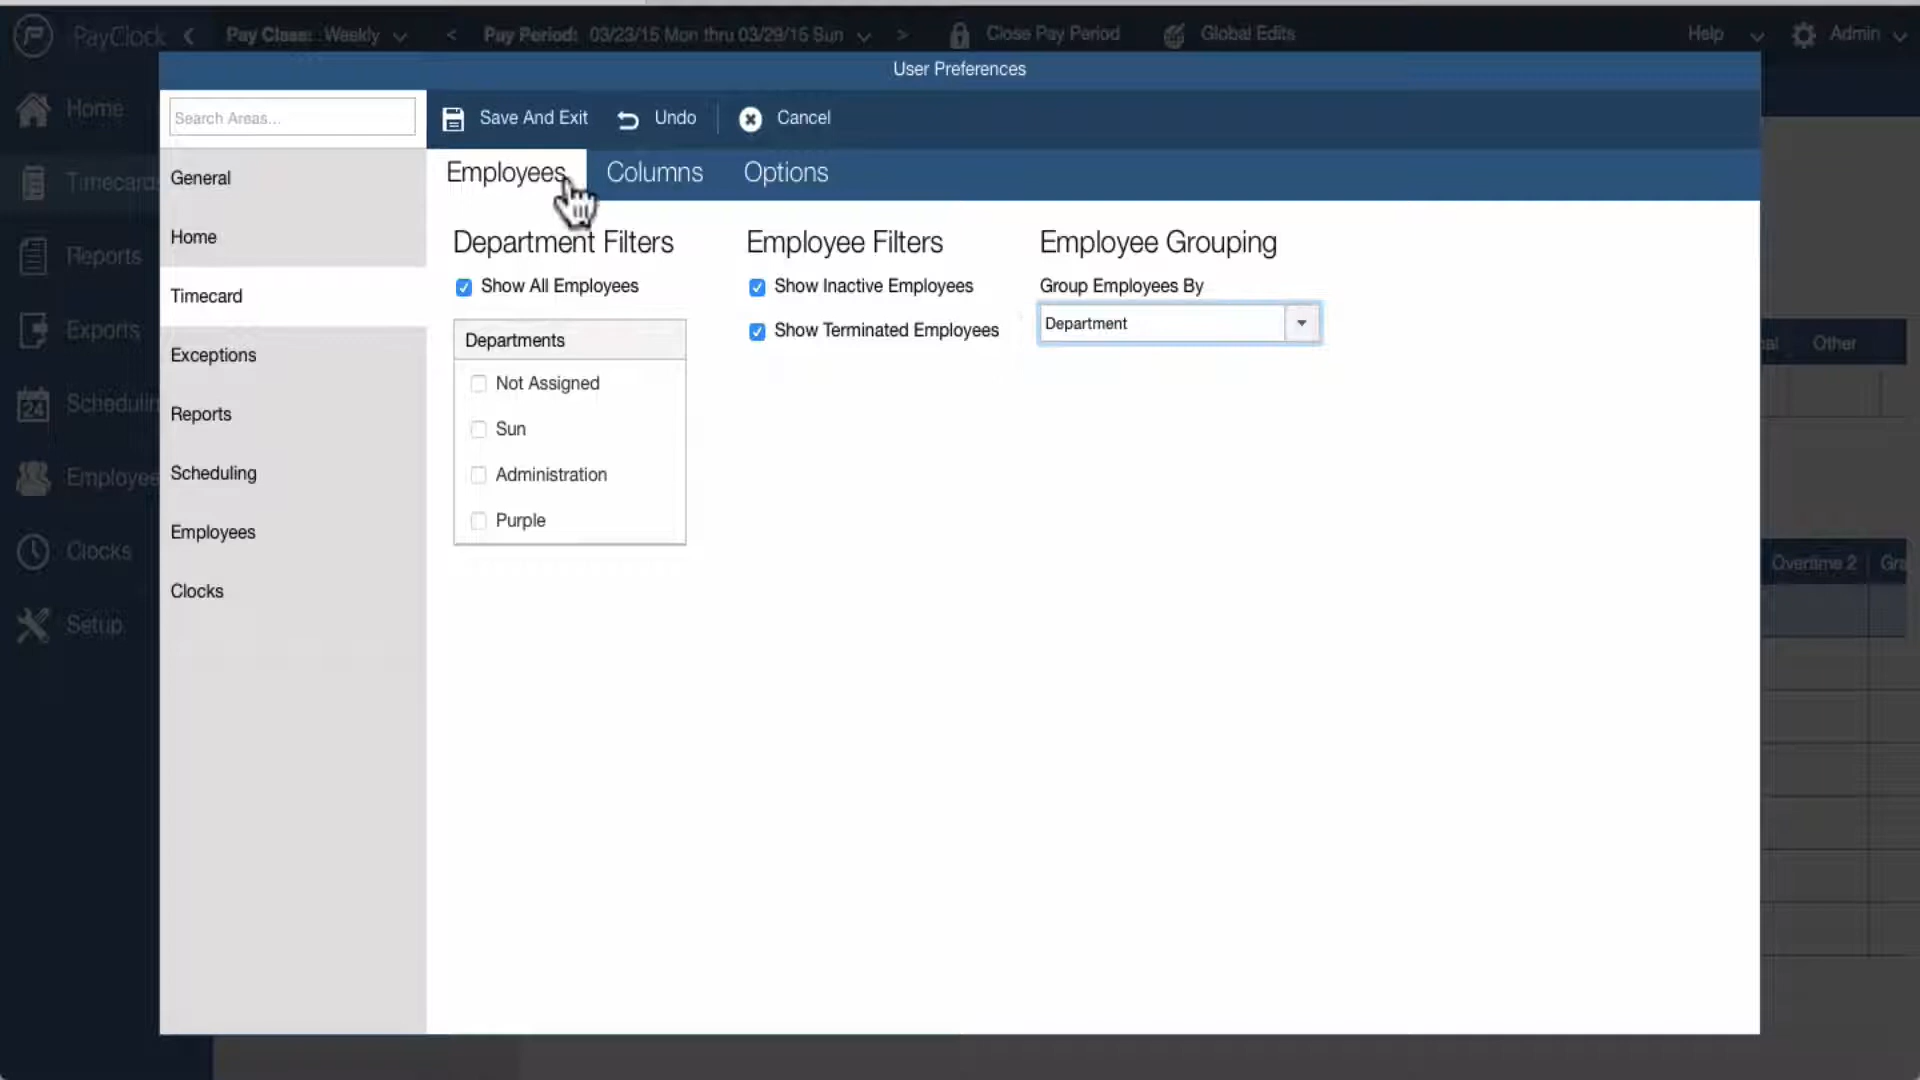 PayClock
Pay Class: Weekly
Pay Period: 03/23/15 Mon thru 03/29/15 Sun
Close Pay Period
Global Edits
Help
Admin
User Preferences
Search Areas...
Save And Exit
Undo
Cancel
Employees
Columns
Options
Home
Timecard
Reports
Exports
24
Employee
Clocks
Setup
General
Home
Timecard
Exceptions
Reports
Scheduling
Employees
Clocks
Department Filters
Show All Employees
Departments
Not Assigned
Sun
Administration
Purple
Employee Filters
Show Inactive Employees
Show Terminated Employees
Employee Grouping
Group Employees By
Department
Other
Overtime 2